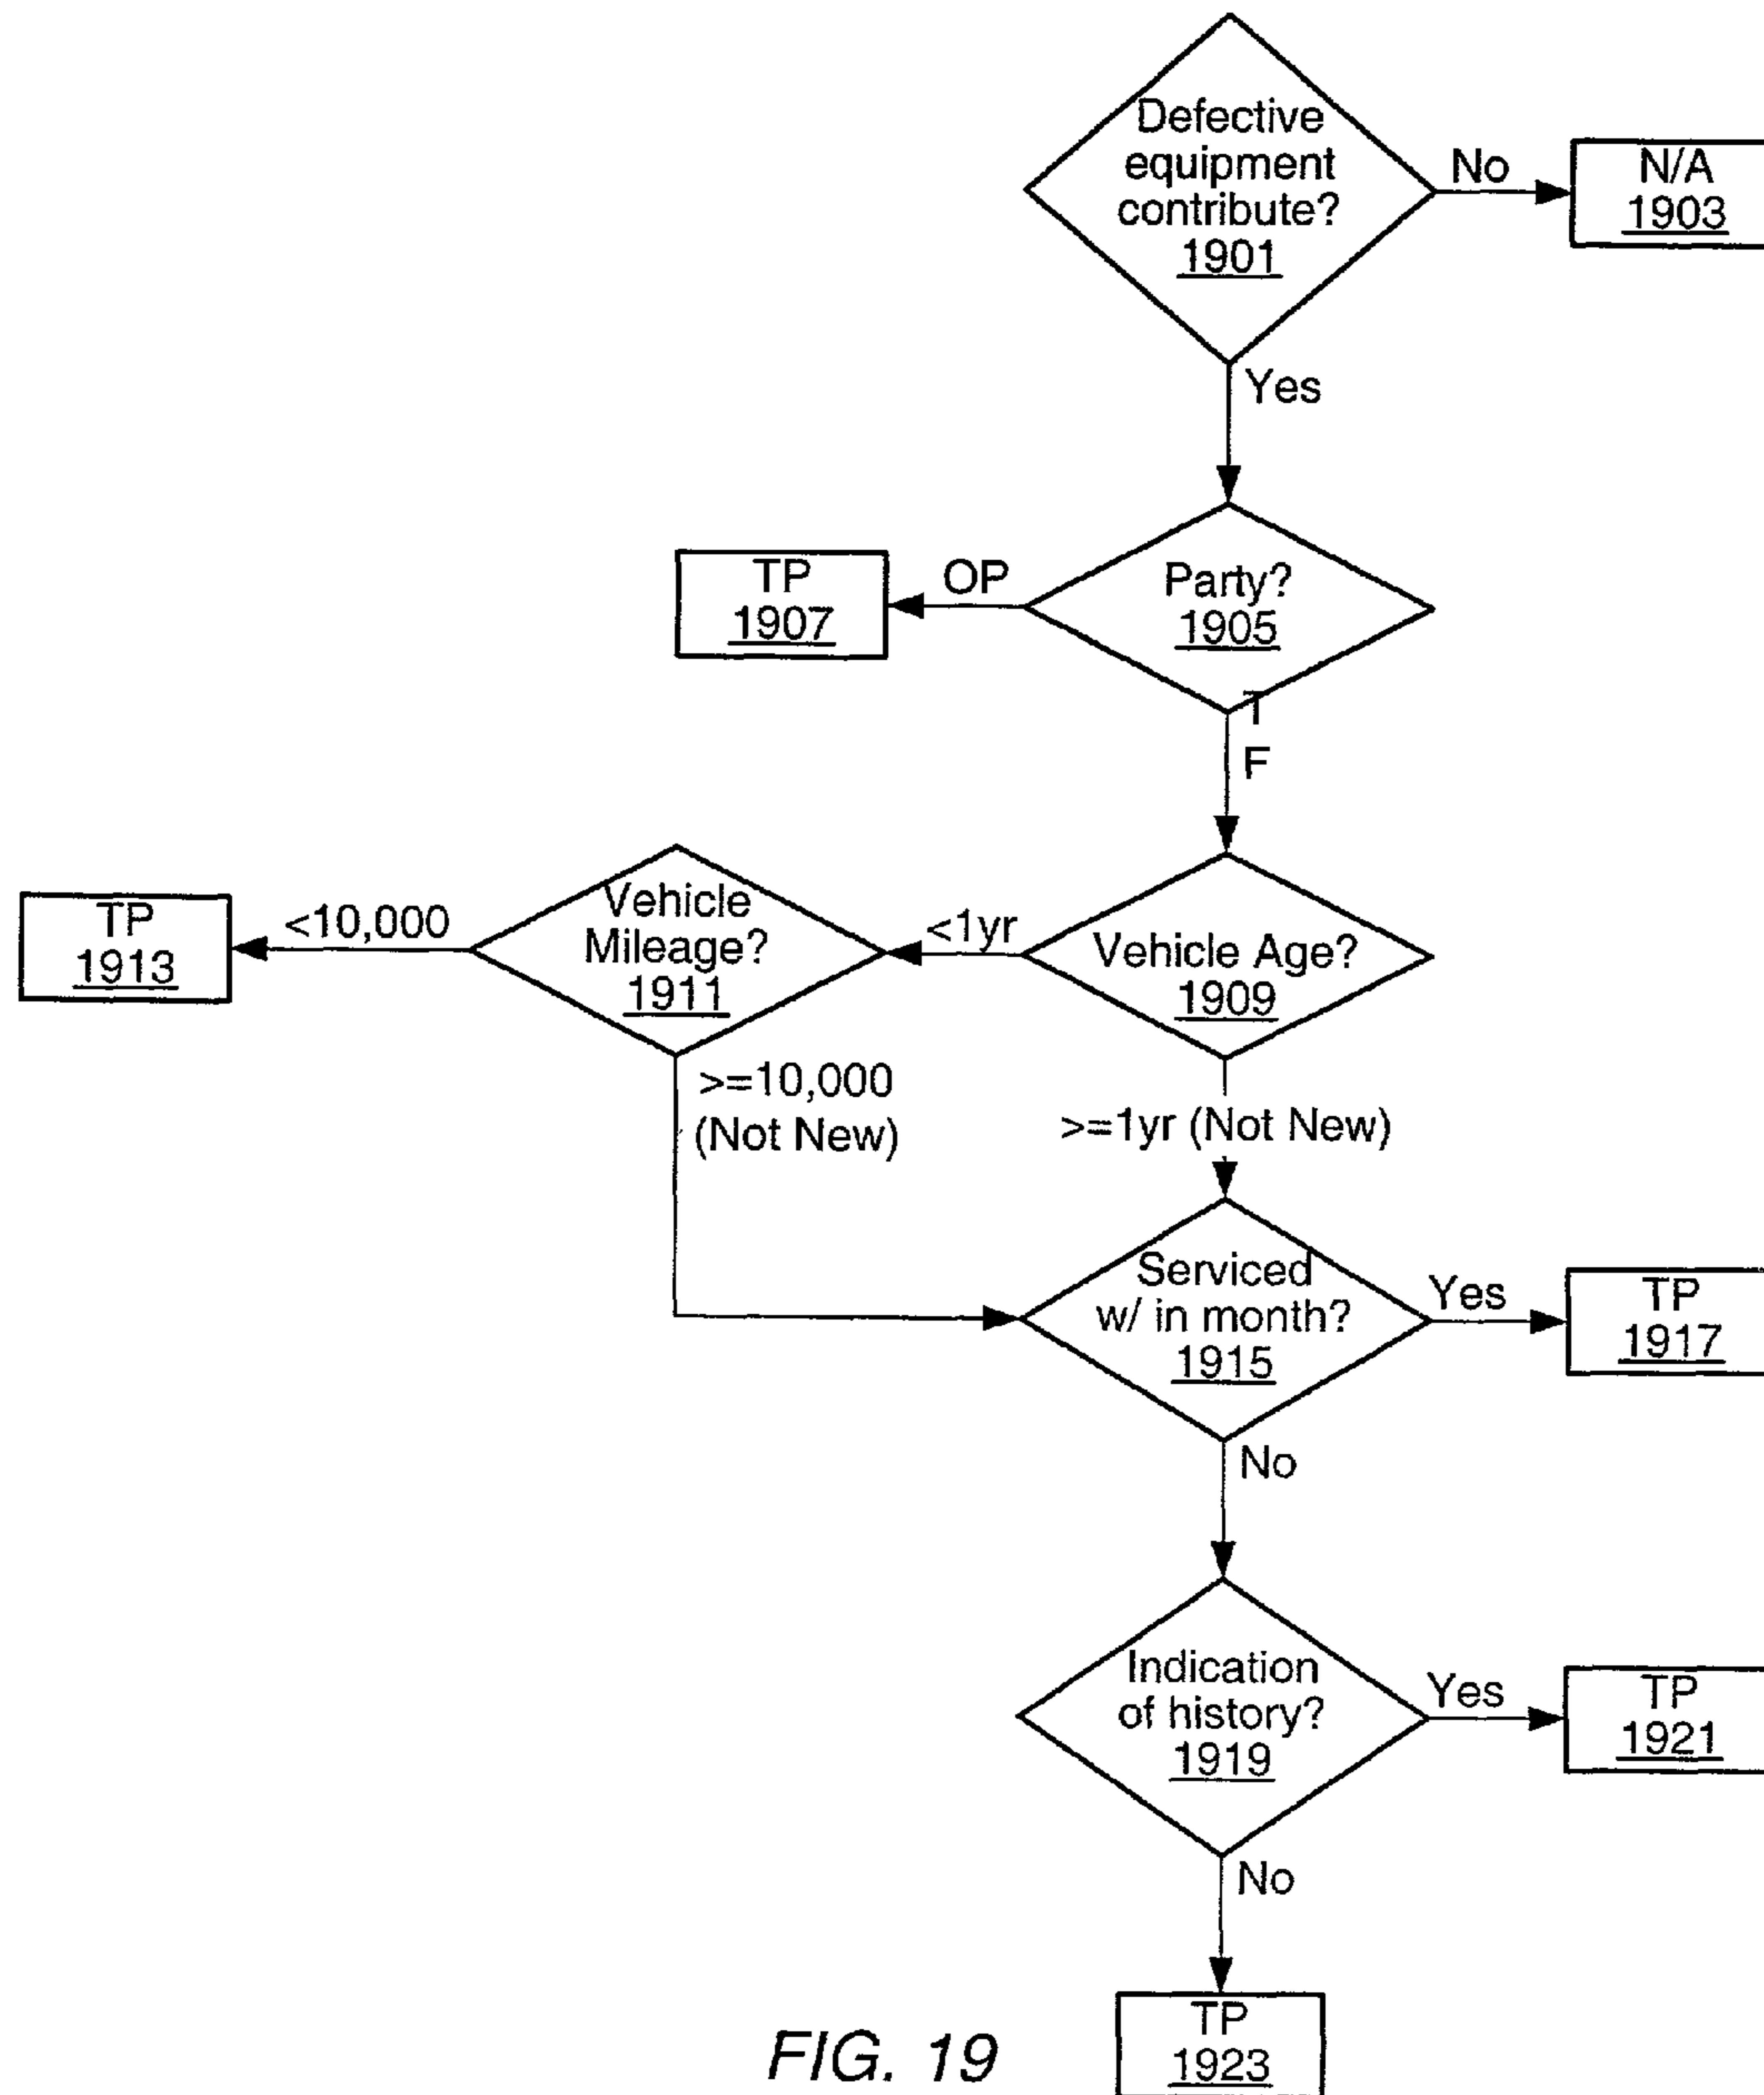 Defective
equipment
contribute?
1901
No
N/A
1903
Yes
TP
1907
OP
Party?
1905
T
F
TP
1913
<10,000
Vehicle
Mileage?
1911
<1yr
Vehicle Age?
1909
>=10,000
(Not New)
>=1yr (Not New)
Serviced
w/ in month?
1915
Yes
TP
1917
No
Indication
of history?
1919
Yes
TP
1921
No
TP
1923
FIG. 19